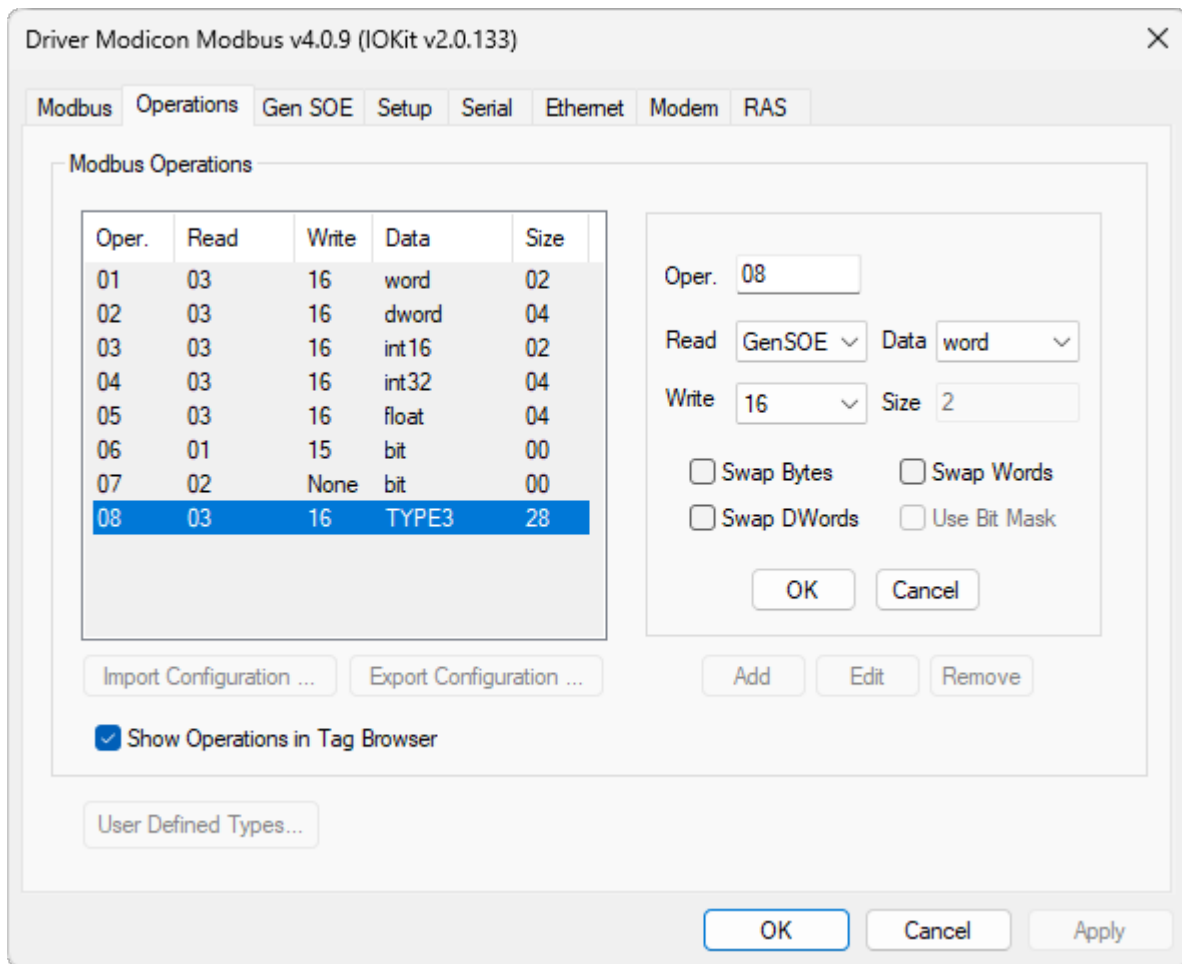 Driver Modicon Modbus v4.0.9 (IOKit v2.0.133)
Modbus Operations Gen SOE Setup Serial Ethernet Modem RAS
Modbus Operations
Oper. Read Write Data Size
01 03 16 word 02
02 03 16 dword 04
03 03 16 int16 02
04 03 16 int32 04
05 03 16 float 04
06 01 15 bit 00
07 02 None bit 00
08 03 16 TYPE3 28
Oper. 08
Read GenSOE Data word
Write 16 Size 2
Swap Bytes Swap Words
Swap DWords Use Bit Mask
OK Cancel
Import Configuration ... Export Configuration ... Add Edit Remove
Show Operations in Tag Browser
User Defined Types...
OK Cancel Apply